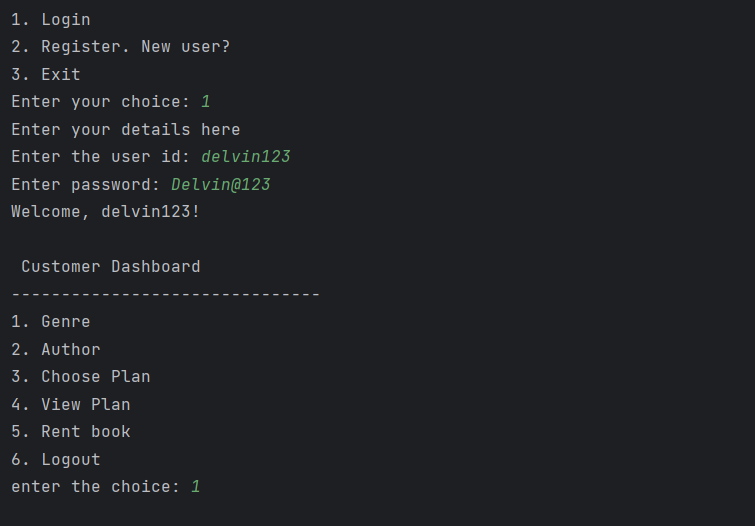 1. Login
2. Register. New user?
3. Exit
Enter your choice: 1
Enter your details here
Enter the user id: delvin123
Enter password: Delvin@123
Welcome, delvin123!
Customer Dashboard
-------------------------------
1. Genre
2. Author
3. Choose Plan
4. View Plan
5. Rent book
6. Logout
enter the choice: 1